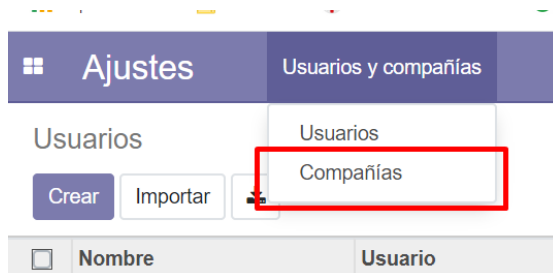 Ajustes
Usuarios y compañías
Usuarios
Usuarios
Compañías
Crear
Importar
Nombre
Usuario